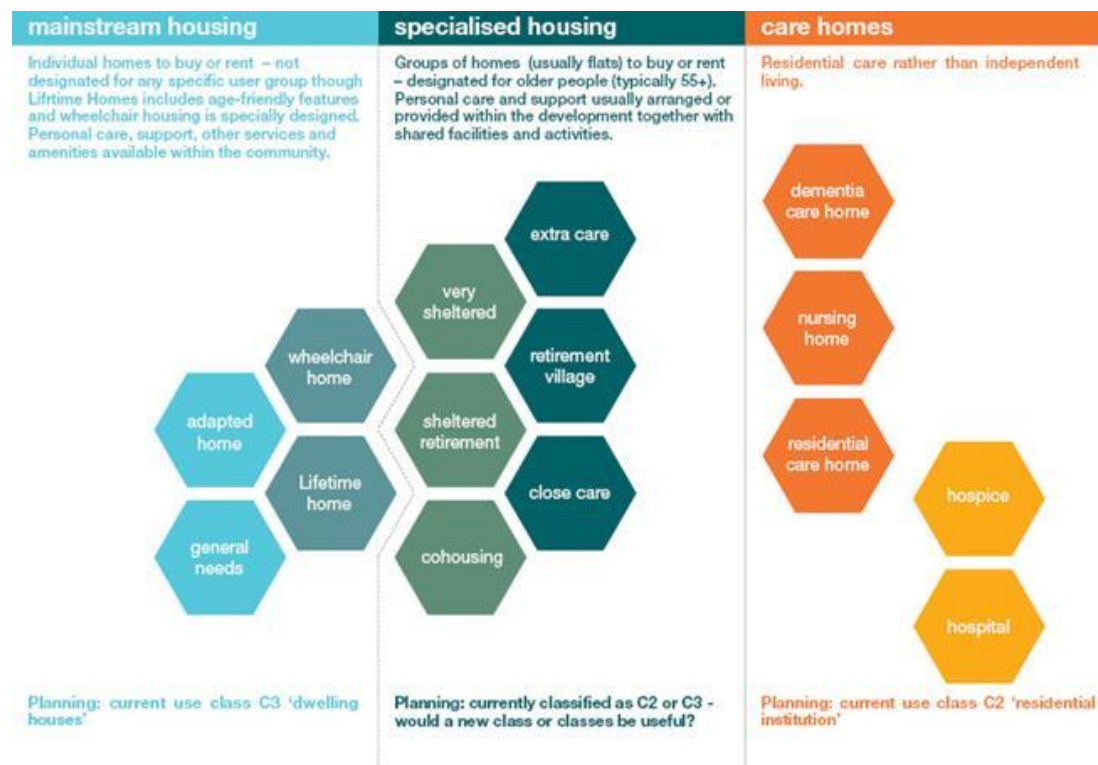 mainstream housing
Individual homes to buy or rent – not
designated for any specific user group though
Lifrtime Homes includes age-friendly features
and wheelchair housing is specially designed.
Personal care, support, other services and
amenities available within the community.
adapted
home
general
needs
wheelchair
home
Lifetime
home
Planning: current use class C3 ‘dwelling
houses’
specialised housing
Groups of homes (usually flats) to buy or rent
– designated for older people (typically 55+).
Personal care and support usually arranged or
provided within the development together with
shared facilities and activities.
very
sheltered
sheltered
retirement
cohousing
extra care
retirement
village
close care
Planning: currently classified as C2 or C3 -
would a new class or classes be useful?
care homes
Residential care rather than independent
living.
dementia
care home
nursing
home
residential
care home
hospice
hospital
Planning: current use class C2 ‘residential
institution’